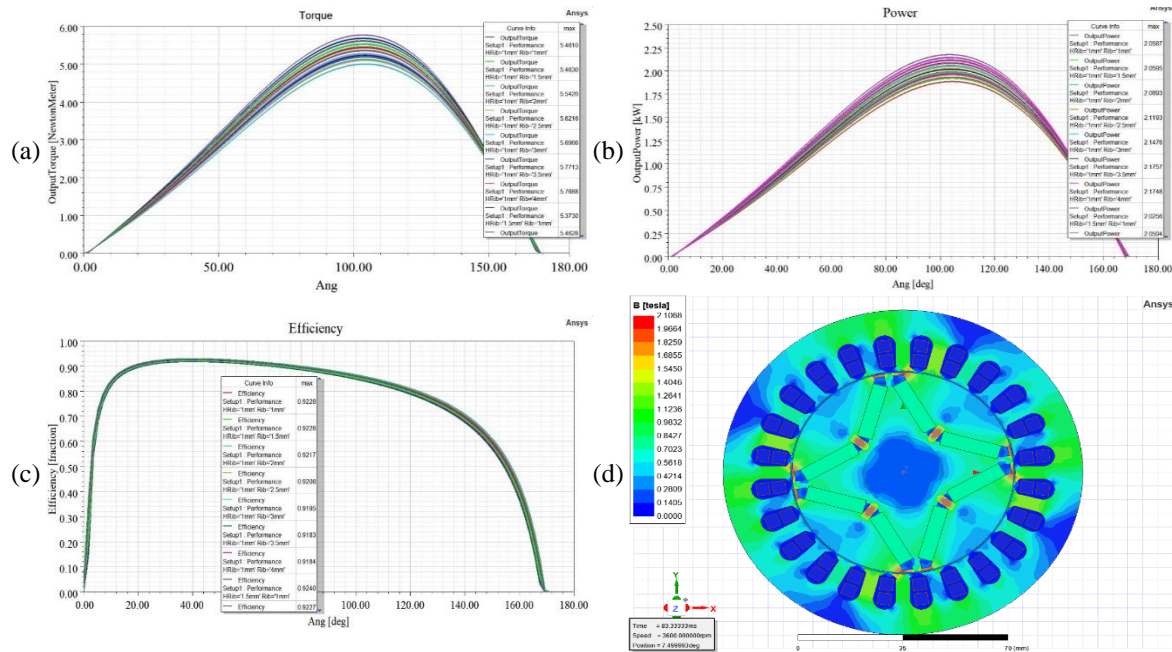 Torque
Ansys
Curve Info max
OutputTorque
Setup1 : Performance 5.4810
HRib='1mm' Rib='1mm'
OutputTorque
Setup1 : Performance 5.4630
HRib='1mm' Rib='1.5mm'
OutputTorque
Setup1 : Performance 5.5420
HRib='1mm' Rib='2mm'
OutputTorque
Setup1 : Performance 5.6216
HRib='1mm' Rib='2.5mm'
OutputTorque
Setup1 : Performance
HRib='1mm' Rib='3mm'
OutputTorque
Setup1 : Performance 5.7713
HRib='1mm' Rib='3.5mm'
OutputTorque
Setup1 : Performance 5.7688
HRib='1mm' Rib='4mm'
OutputTorque
Setup1 : Performance 5.3730
HRib='1.5mm' Rib='1mm'
OutputTorque
(a)
OutputTorque [NewtonMeter]
6.00
5.00
4.00
3.00
2.00
1.00
0.00
0.00 50.00 100.00 150.00 180.00
Ang
Power
Ansys
Curve Info max
OutputPower
Setup1 : Performance 2.0587
HRib='1mm' Rib='1mm'
OutputPower
Setup1 : Performance 2.0595
HRib='1mm' Rib='1.5mm'
OutputPower
Setup1 : Performance 2.0893
HRib='1mm' Rib='2mm'
OutputPower
Setup1 : Performance 2.1193
HRib='1mm' Rib='2.5mm'
OutputPower
Setup1 : Performance 2.1476
HRib='1mm' Rib='3mm'
OutputPower
Setup1 : Performance 2.1757
HRib='1mm' Rib='3.5mm'
OutputPower
Setup1 : Performance 2.1748
HRib='1mm' Rib='4mm'
OutputPower
Setup1 : Performance 2.0256
HRib='1.5mm' Rib='1mm'
OutputPower 2.0504
(b)
OutputPower [kW]
2.50
2.25
2.00
1.75
1.50
1.25
1.00
0.75
0.50
0.25
0.00
0.00 20.00 40.00 60.00 80.00 100.00 120.00 140.00 160.00 180.00
Ang [deg]
Efficiency
Ansys
Curve Info max
Efficiency
Setup1 : Performance 0.9228
HRib='1mm' Rib='1mm'
Efficiency
Setup1 : Performance 0.9228
HRib='1mm' Rib='1.5mm'
Efficiency
Setup1 : Performance 0.9217
HRib='1mm' Rib='2mm'
Efficiency
Setup1 : Performance 0.9206
HRib='1mm' Rib='2.5mm'
Efficiency
Setup1 : Performance 0.9195
HRib='1mm' Rib='3mm'
Efficiency
Setup1 : Performance 0.9183
HRib='1mm' Rib='3.5mm'
Efficiency
Setup1 : Performance 0.9184
HRib='1mm' Rib='4mm'
Efficiency
Setup1 : Performance 0.9240
HRib='1.5mm' Rib='1mm'
Efficiency 0.9227
(c)
Efficiency [fraction]
1.00
0.90
0.80
0.70
0.60
0.50
0.40
0.30
0.20
0.10
0.00
0.00 20.00 40.00 100.00 120.00 140.00 160.00 180.00
Ang [deg]
(d)
B [tesla]
2.1068
1.9664
1.8259
1.6855
1.5450
1.4046
1.2641
1.1236
0.9832
0.8427
0.7023
0.5618
0.4214
0.2809
0.1405
0.0000
Ansys
Y
Z X
Time = 83.33333ms
Speed = 3600.000000rpm
Position = 7.499993deg
0 35 70 (mm)